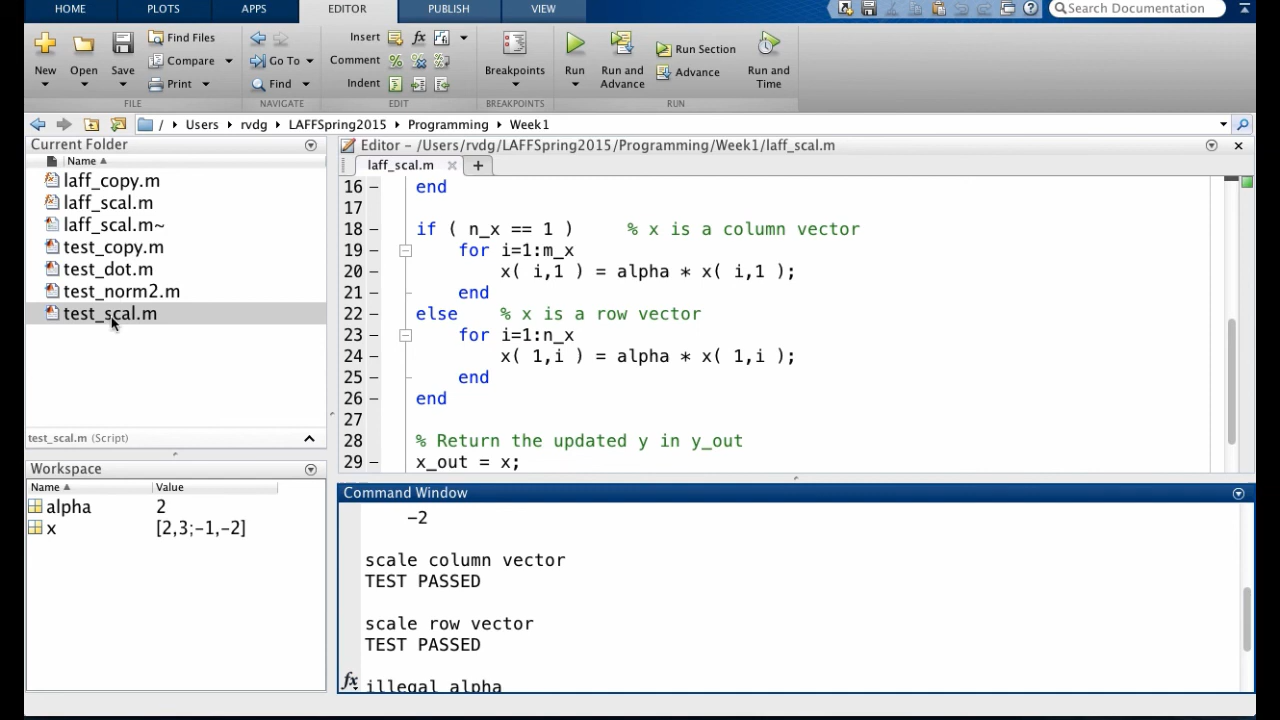 HOME PLOTS APPS EDITOR PUBLISH VIEW Search Documentation
New Open Save Find Files Compare Print Go To Find Insert fx Comment Indent Breakpoints Run Run and Advance Run Section Advance Run and Time
FILE NAVIGATE EDIT BREAKPOINTS RUN
/ Users rvdg LAFFSpring2015 Programming Week1
Current Folder
Name
laff_copy.m
laff_scal.m
laff_scal.m~
test_copy.m
test_dot.m
test_norm2.m
test_scal.m
test_scal.m (Script)
Workspace
Name Value
alpha 2
x [2,3;-1,-2]
Editor - /Users/rvdg/LAFFSpring2015/Programming/Week1/laff_scal.m
laff_scal.m
16 end
17
18 if ( n_x == 1 ) % x is a column vector
19 for i=1:m_x
20 x( i,1 ) = alpha * x( i,1 );
21 end
22 else % x is a row vector
23 for i=1:n_x
24 x( 1,i ) = alpha * x( 1,i );
25 end
26 end
27
28 % Return the updated y in y_out
29 x_out = x;
Command Window
-2
scale column vector
TEST PASSED
scale row vector
TEST PASSED
fx illegal alpha